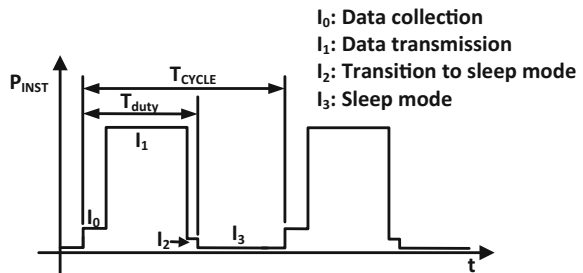 I₀: Data collection
I₁: Data transmission
I₂: Transition to sleep mode
I₃: Sleep mode
P_INST
T_CYCLE
T_duty
I₁
I₀
I₂
I₃
t